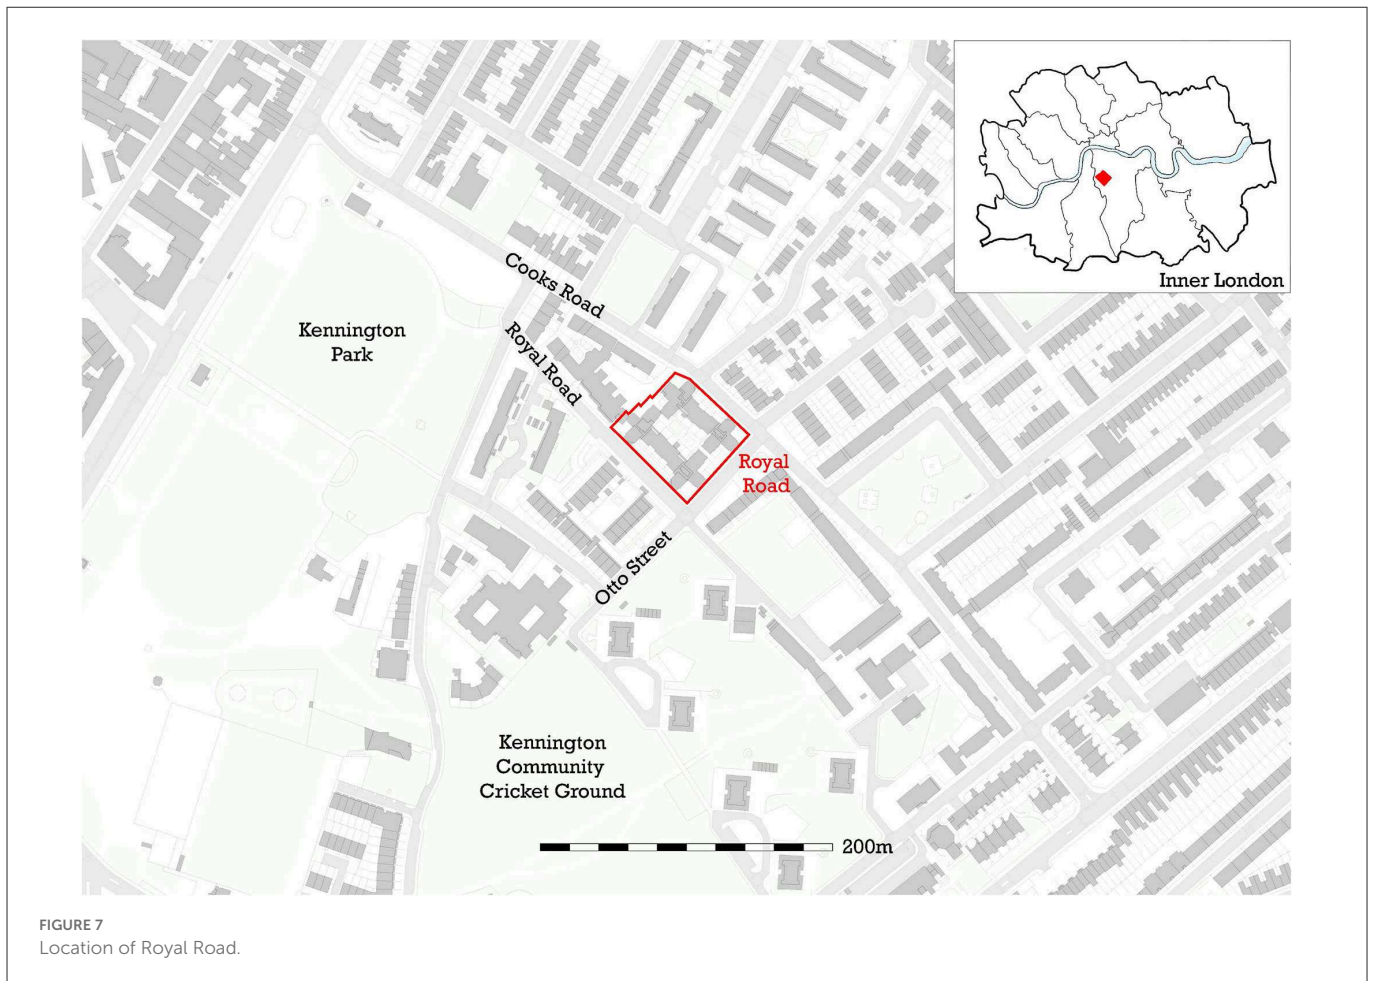 Inner London
Cooks Road
Kennington
Park
Royal Road
Royal
Road
Otto Street
Kennington
Community
Cricket Ground
200m
FIGURE 7
Location of Royal Road.